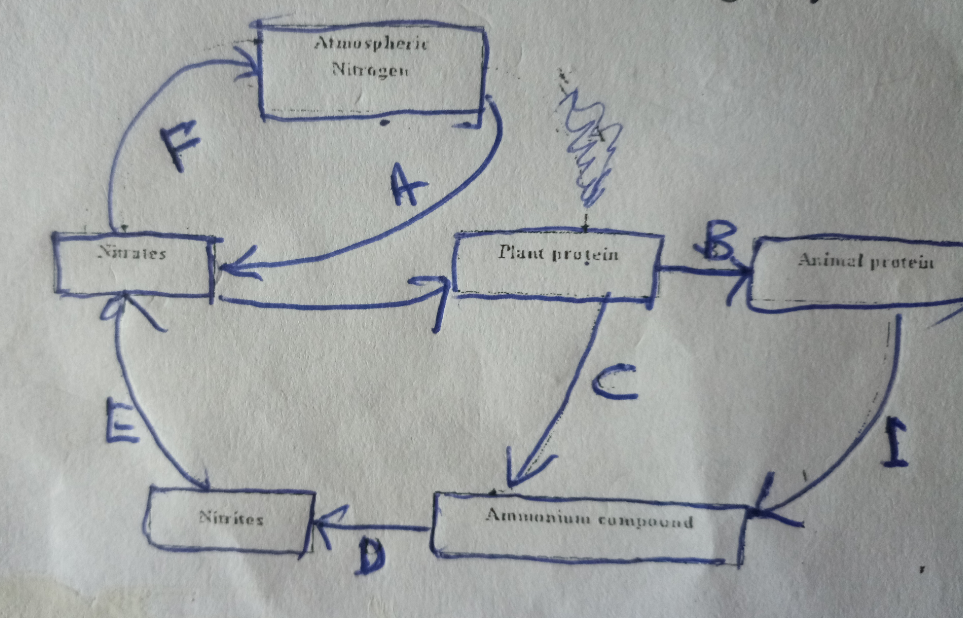 Atmospheric
Nitrogen
F
A
Nitrates
Plant protein
B
Animal protein
C
E
I
Nitrites
Ammonium compound
D